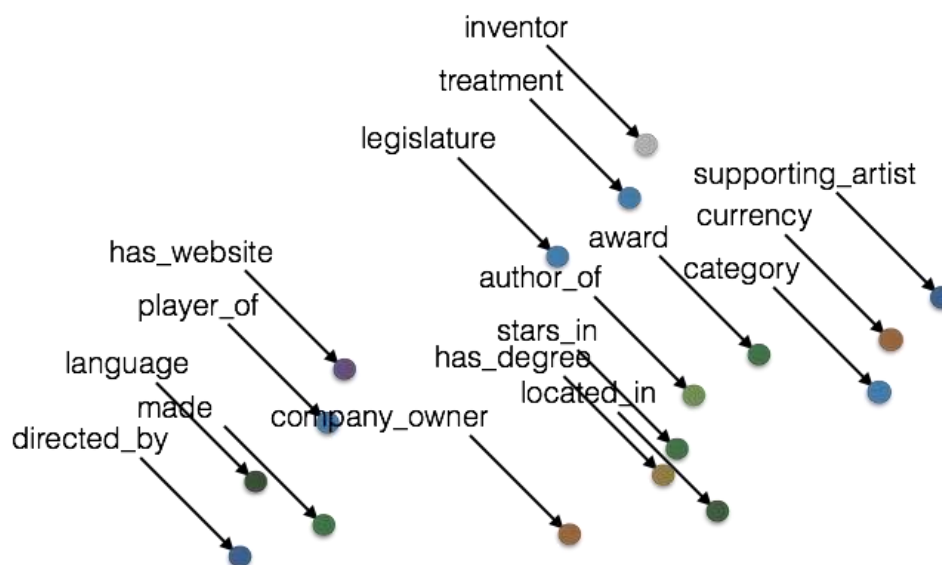 inventor
treatment
legislature
supporting_artist
currency
award
has_website
category
author_of
player_of
stars_in
has_degree
language
located_in
made
company_owner
directed_by